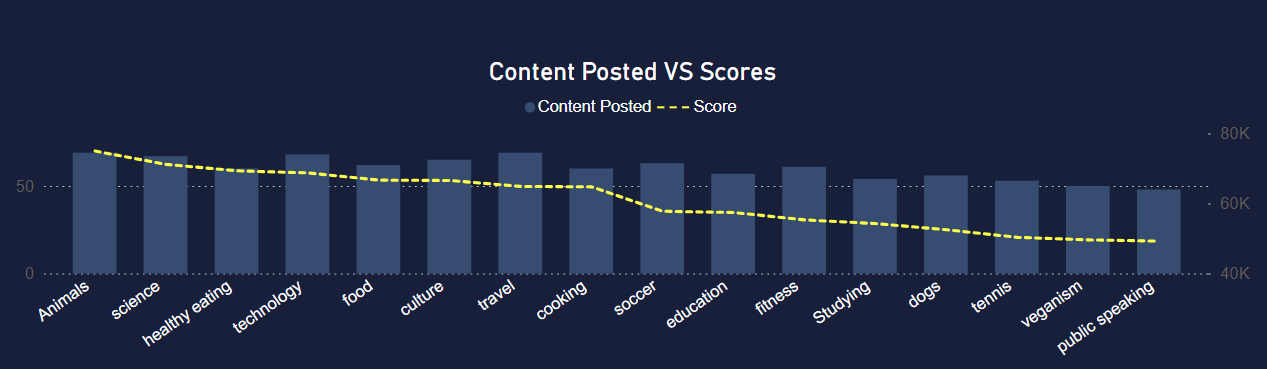 Content Posted VS Scores
Content Posted Score
80K
50
60K
0
40K
Animals
science
healthy eating
technology
food
culture
travel
cooking
soccer
education
fitness
Studying
dogs
tennis
veganism
public speaking